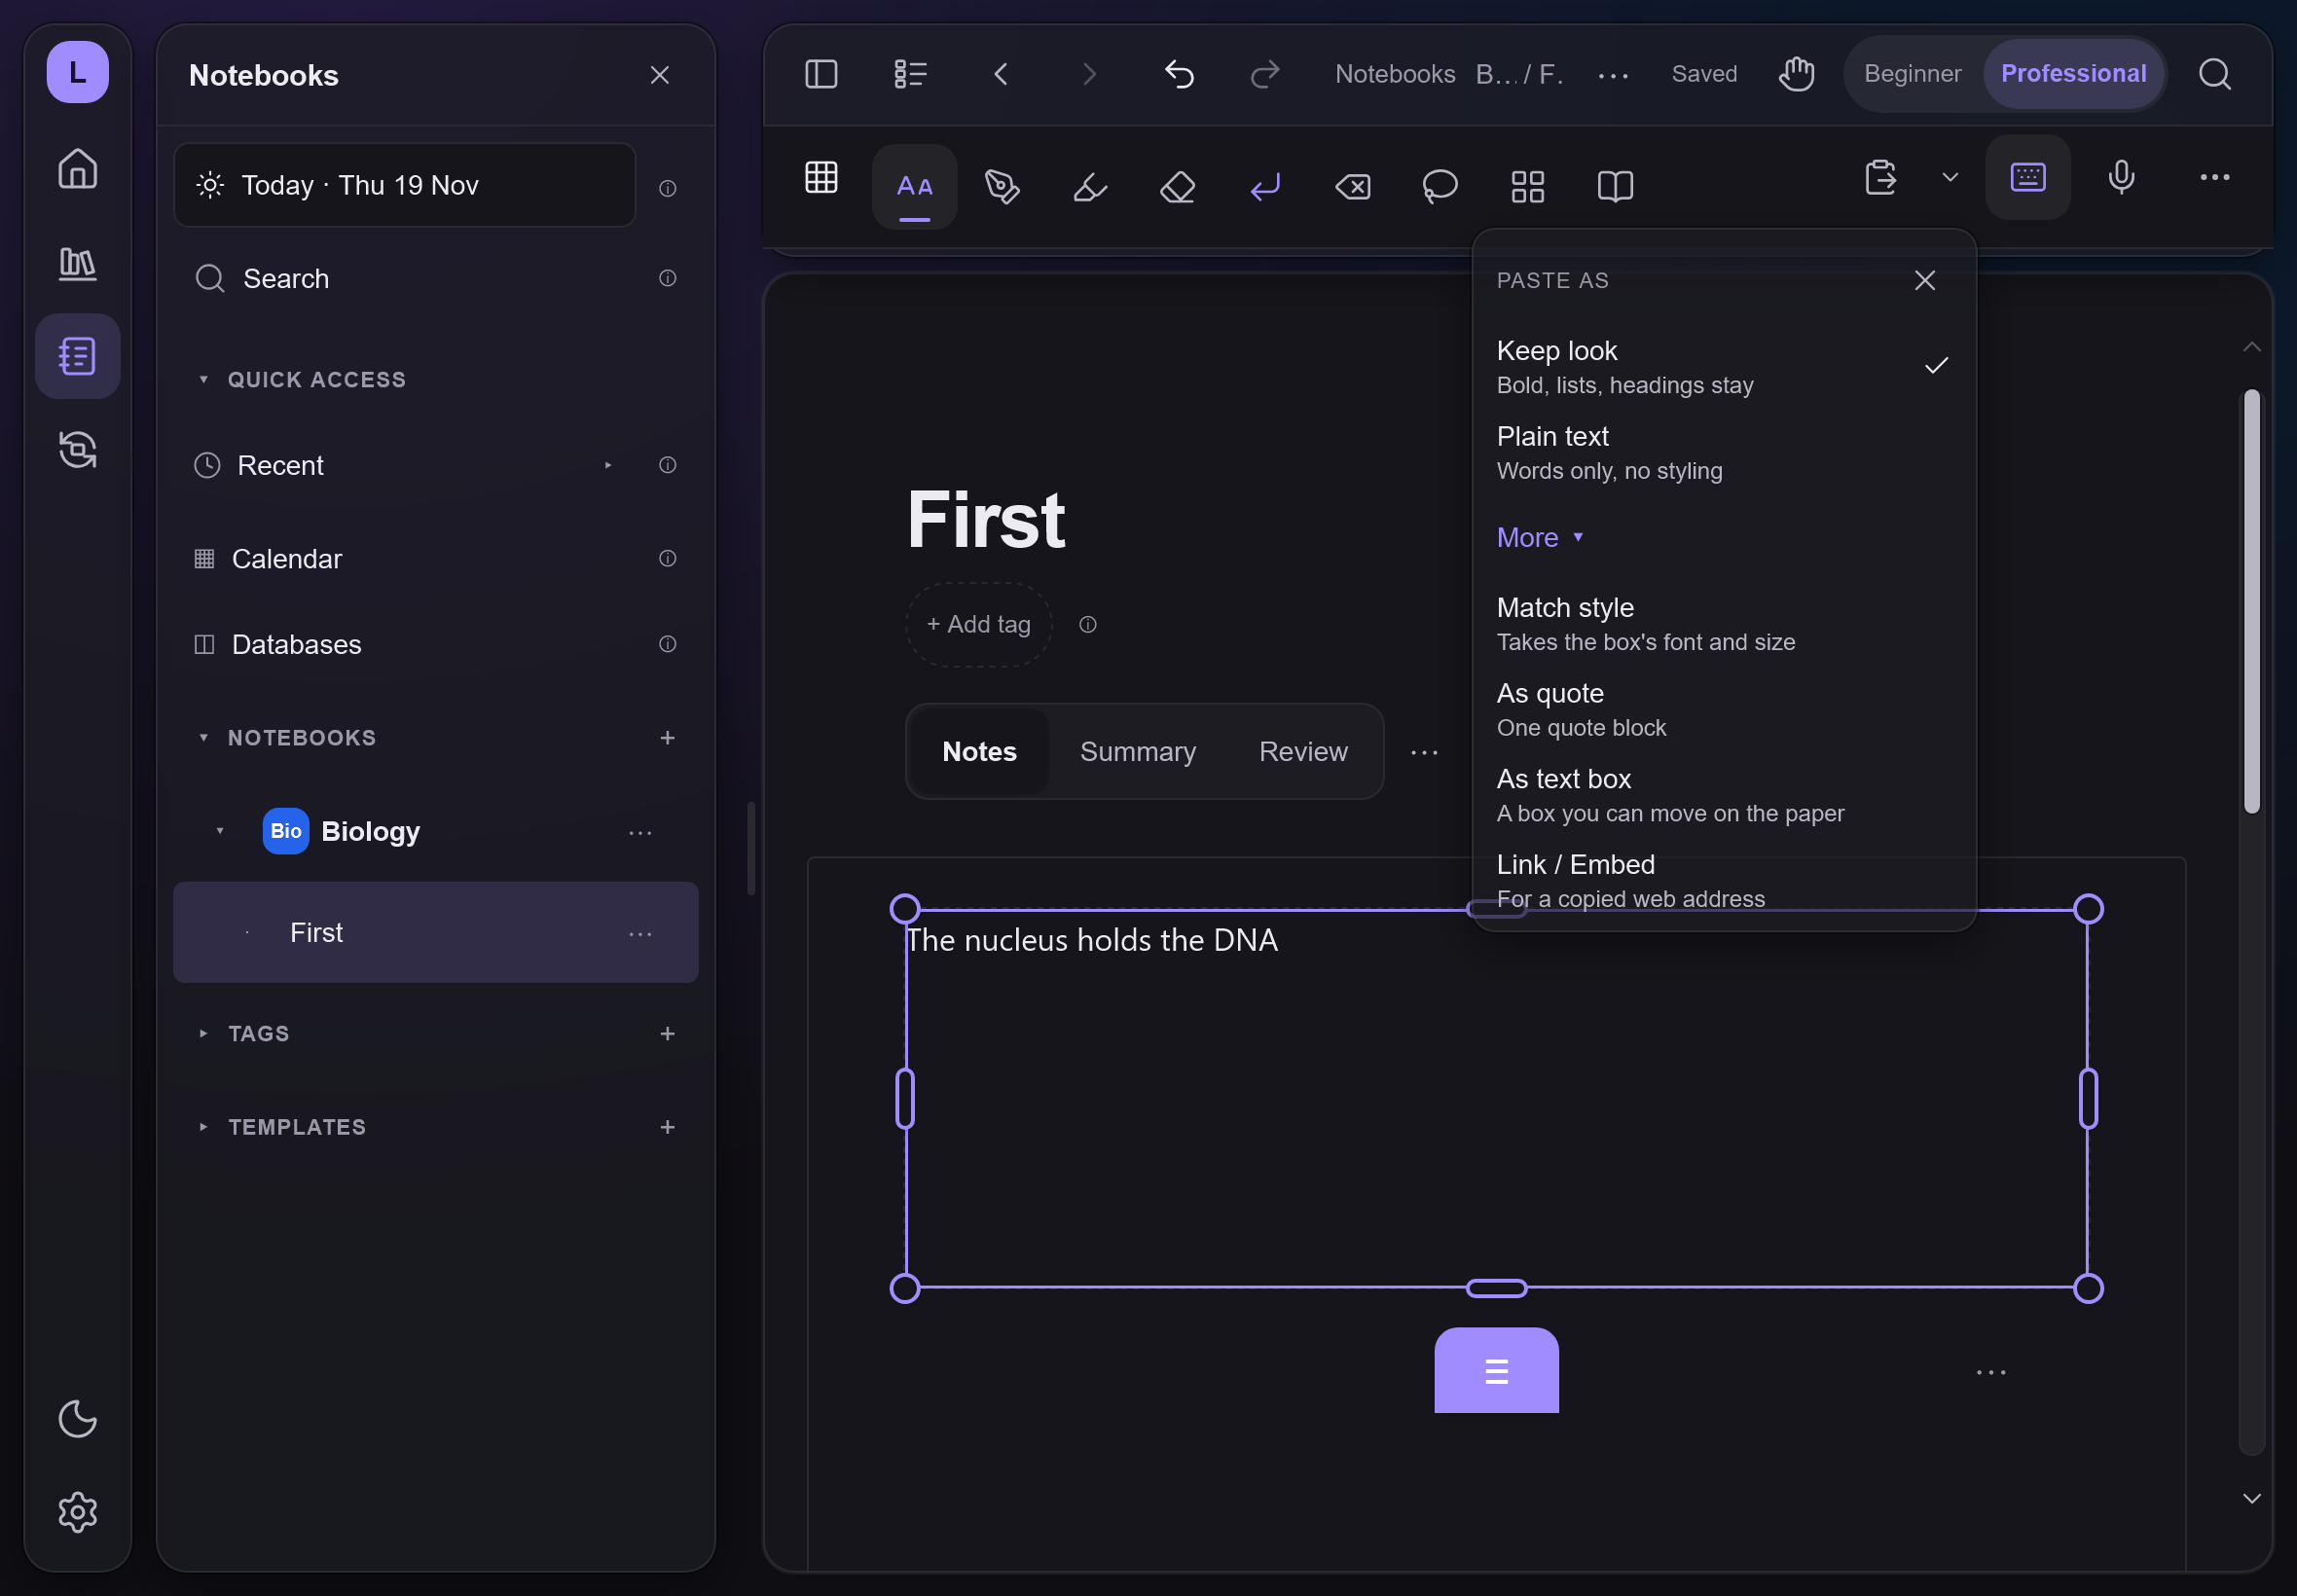 L
Notebooks
Today · Thu 19 Nov
Search
QUICK ACCESS
Recent
Calendar
Databases
NOTEBOOKS
Bio Biology
First
TAGS
TEMPLATES
Notebooks B… / F.
Saved
Beginner
Professional
AA
PASTE AS
Keep look
Bold, lists, headings stay
Plain text
Words only, no styling
More
Match style
Takes the box's font and size
As quote
One quote block
As text box
A box you can move on the paper
Link / Embed
For a copied web address
First
+ Add tag
Notes Summary Review
The nucleus holds the DNA